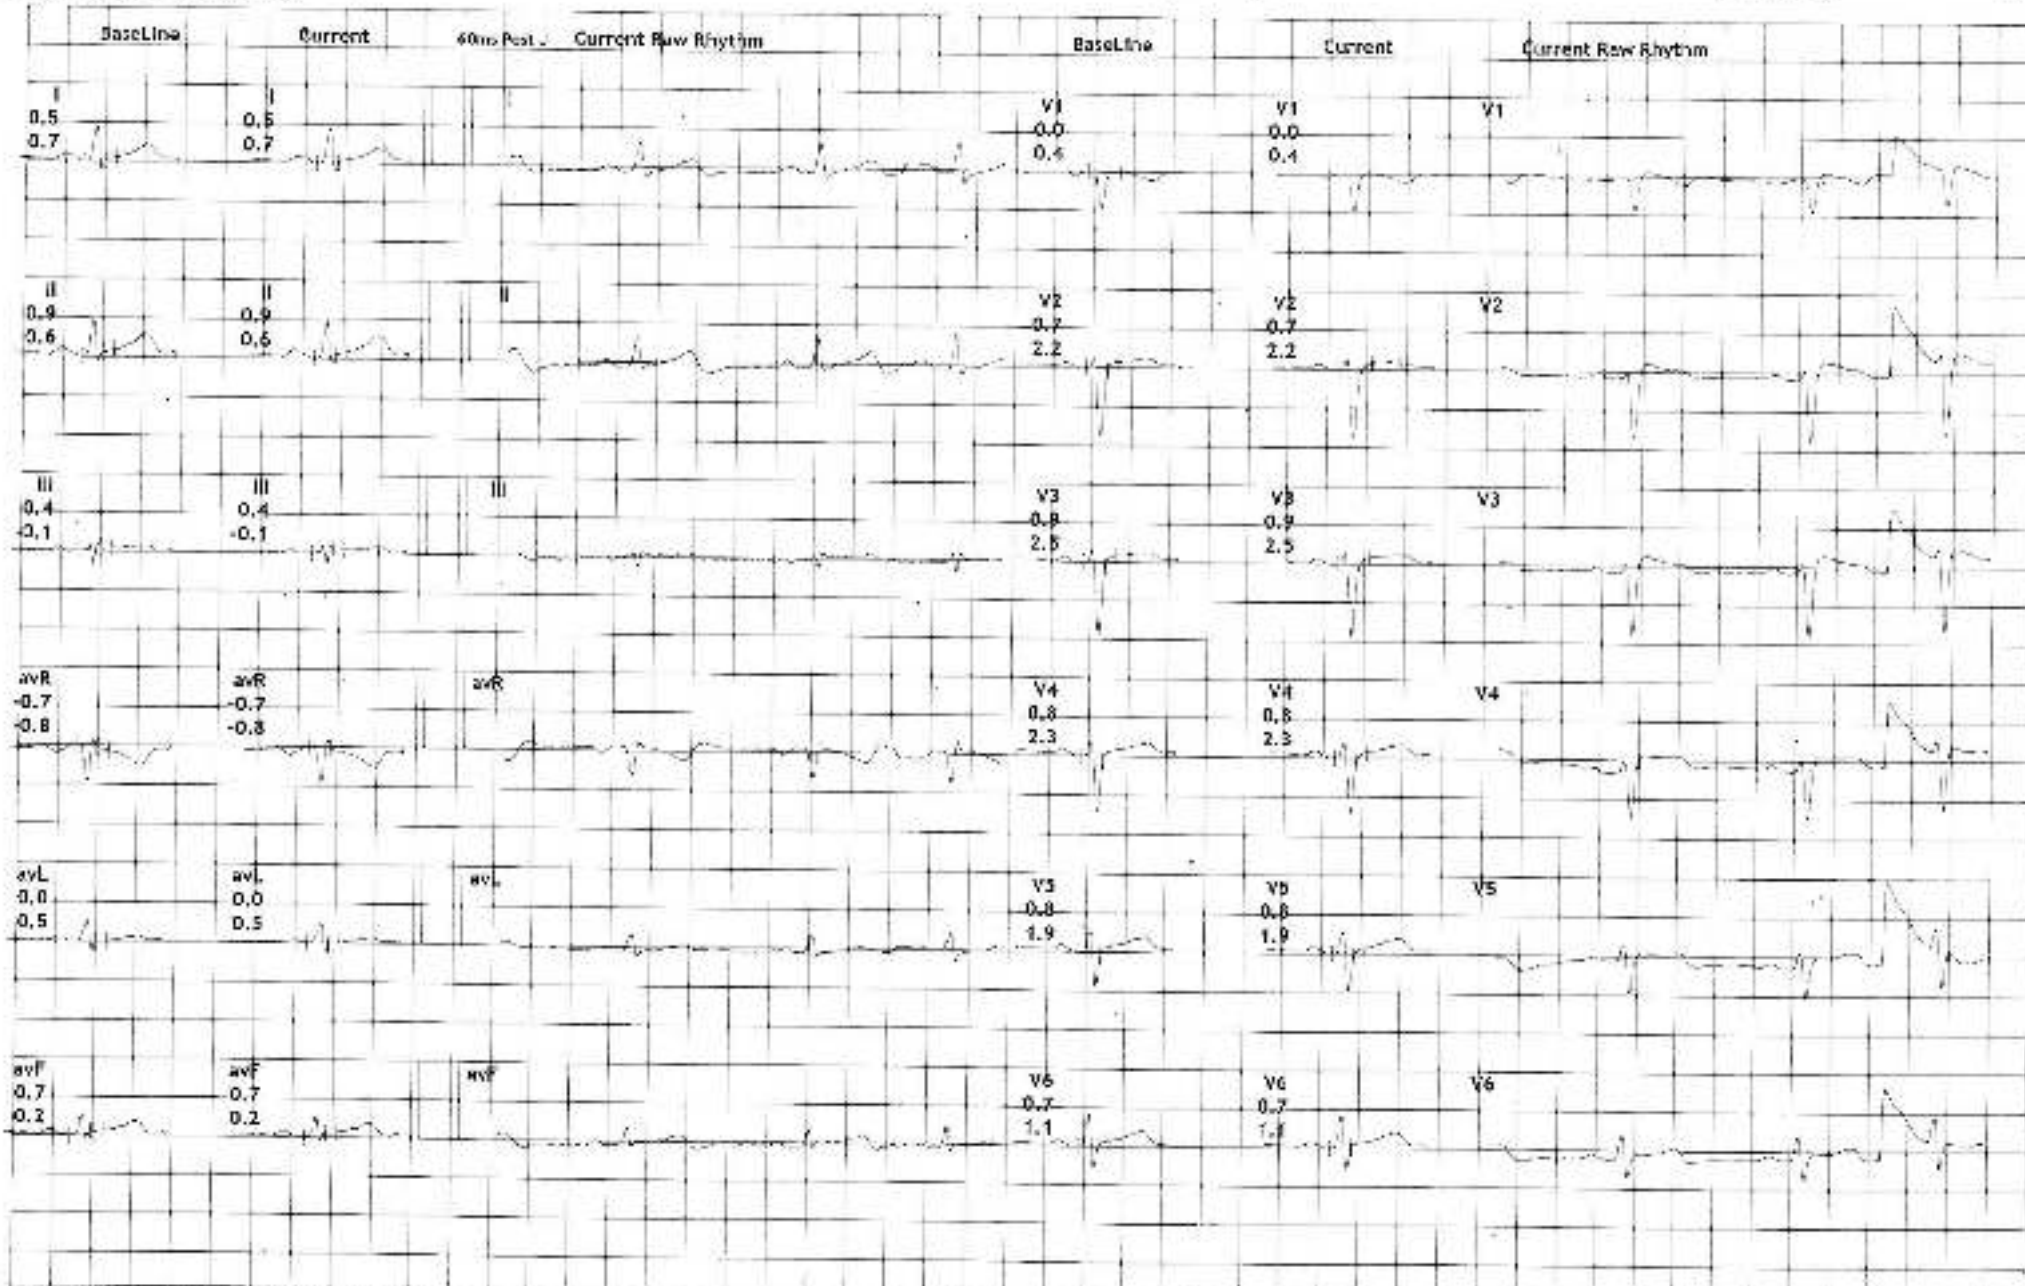 BaseLine
Current
60ms Post J
Current Raw Rhythm
BaseLine
Current
Current Raw Rhythm
I
0.5
0.7
I
0.5
0.7
I
V1
0.0
0.4
V1
0.0
0.4
V1
II
0.9
0.6
II
0.9
0.6
II
V2
0.7
2.2
V2
0.7
2.2
V2
III
0.4
-0.1
III
0.4
-0.1
III
V3
0.9
2.5
V3
0.9
2.5
V3
avR
-0.7
-0.8
avR
-0.7
-0.8
avR
V4
0.8
2.3
V4
0.8
2.3
V4
avL
0.0
0.5
avL
0.0
0.5
avL
V5
0.8
1.9
V5
0.8
1.9
V5
avF
0.7
0.2
avF
0.7
0.2
avF
V6
0.7
1.1
V6
0.7
1.1
V6